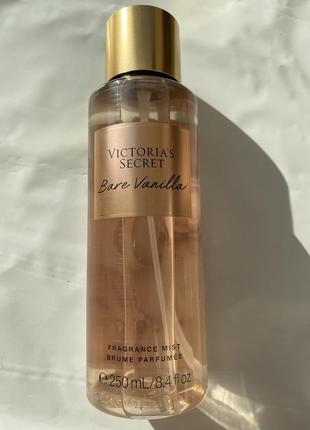 VICTORIA'S
SECRET
Bare Vanilla
FRAGRANCE MIST
BRUME PARFUMÉE
℮ 250 mL/8.4 fl oz